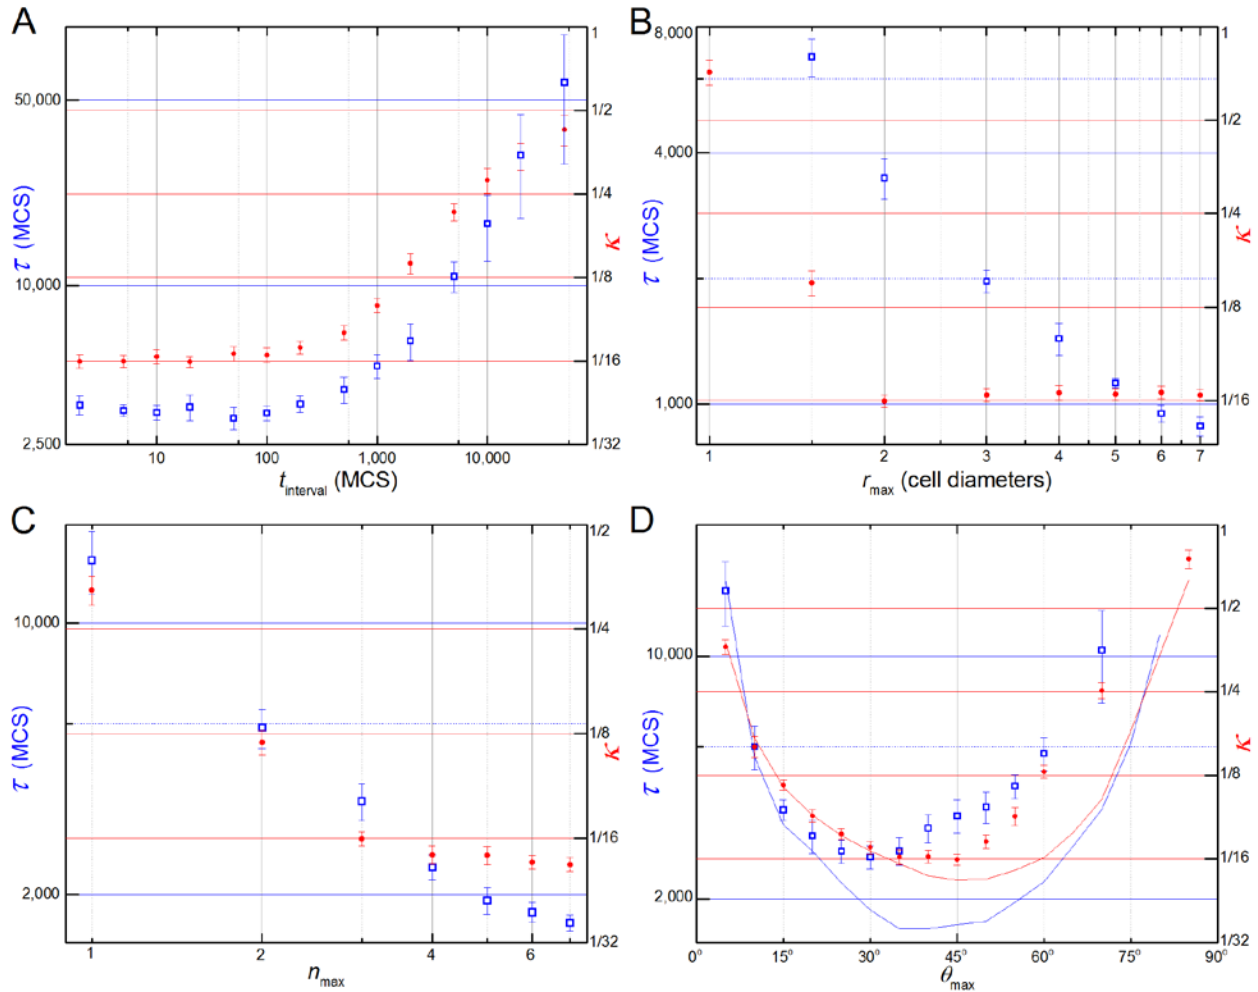 A
50,000
10,000
2,500
τ (MCS)
1
1/2
1/4
1/8
1/16
1/32
κ
10
100
1,000
10,000
t interval (MCS)
B
8,000
4,000
1,000
τ (MCS)
1
1/2
1/4
1/8
1/16
κ
1 2 3 4 5 6 7
r max (cell diameters)
C
10,000
2,000
τ (MCS)
1/2
1/4
1/8
1/16
1/32
κ
1 2 4 6
n max
D
10,000
2,000
τ (MCS)
1
1/2
1/4
1/8
1/16
1/32
κ
0° 15° 30° 45° 60° 75° 90°
θ max